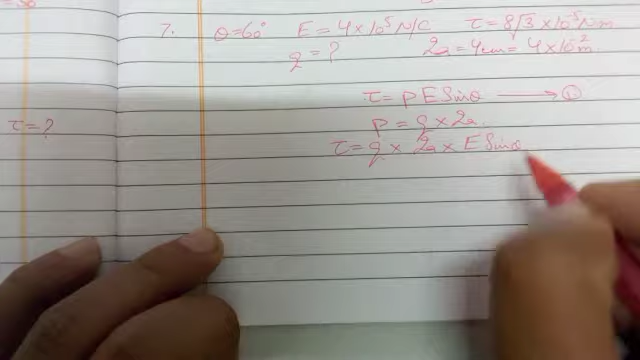 7. θ=60° E = 4×10⁵ N/C τ = 8√3 ×10⁻⁵ Nm
q = ? 2a = 4cm = 4×10⁻² m
τ = PE Sinθ ①
P = q × 2a
τ = q × 2a × E Sinθ
τ = ?